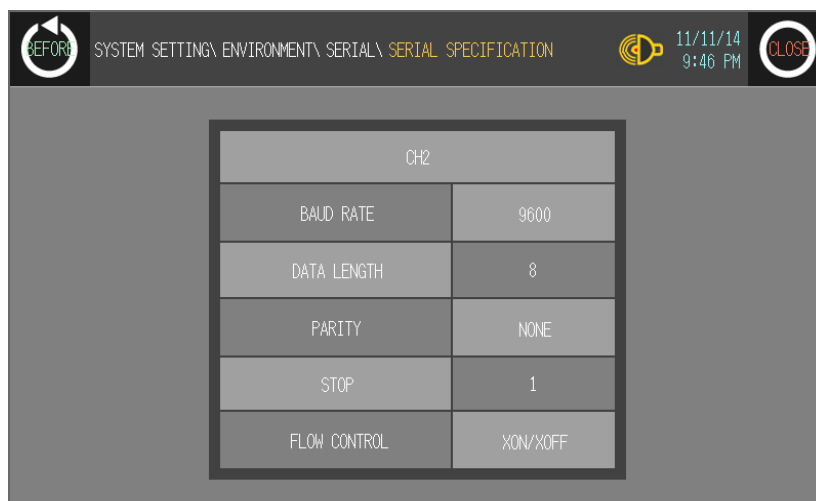 BEFORE SYSTEM SETTING\ ENVIRONMENT\ SERIAL\ SERIAL SPECIFICATION 11/11/14 CLOSE
9:46 PM
CH2
BAUD RATE 9600
DATA LENGTH 8
PARITY NONE
STOP 1
FLOW CONTROL XON/XOFF